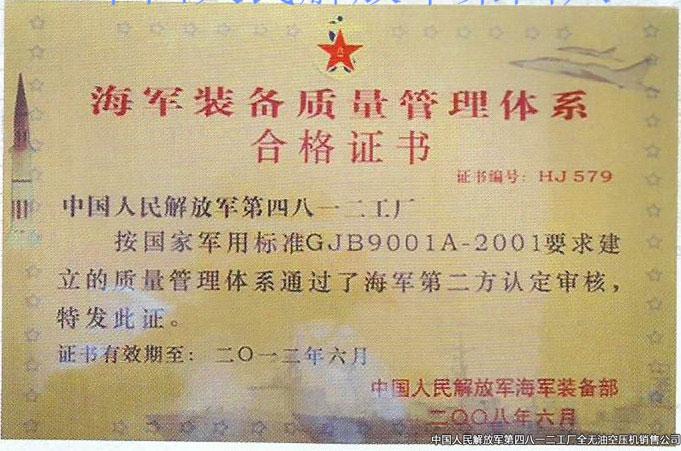 海军装备质量管理体系
合格证书
证书编号：HJ 579
中国人民解放军第四八一二工厂
按国家军用标准GJB9001A-2001要求建
立的质量管理体系通过了海军第二方认定审核，
特发此证。
证书有效期至：二〇一二年六月
中国人民解放军海军装备部
二〇〇八年六月
中国人民解放军第四八一二工厂全无油空压机销售公司